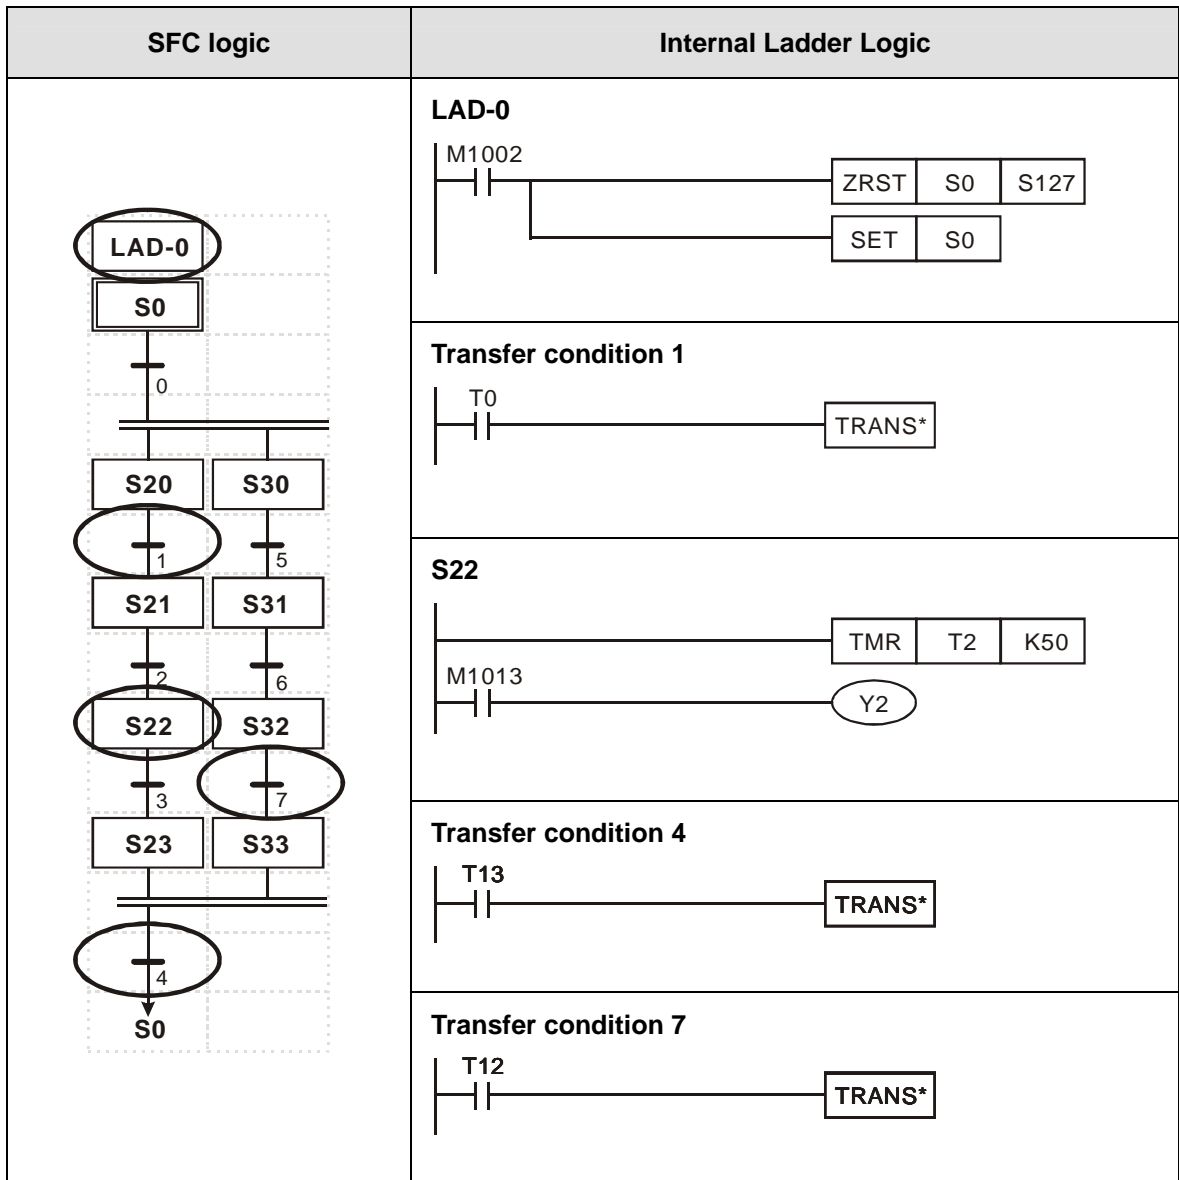 SFC logic
Internal Ladder Logic
LAD-0
S0
0
S20 S30
1 5
S21 S31
2 6
S22 S32
3 7
S23 S33
4
S0
LAD-0
M1002
ZRST S0 S127
SET S0
Transfer condition 1
T0
TRANS*
S22
TMR T2 K50
M1013
Y2
Transfer condition 4
T13
TRANS*
Transfer condition 7
T12
TRANS*